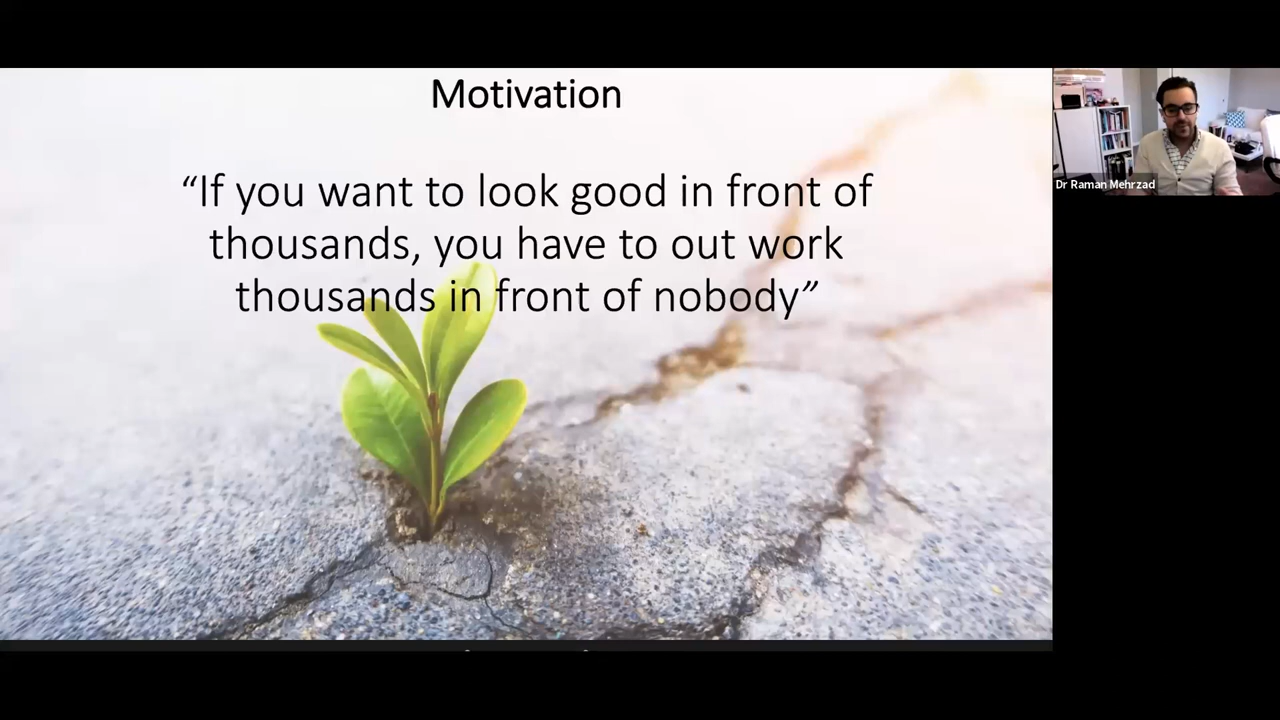 Motivation
“If you want to look good in front of
thousands, you have to out work
thousands in front of nobody”
Dr Raman Mehrzad